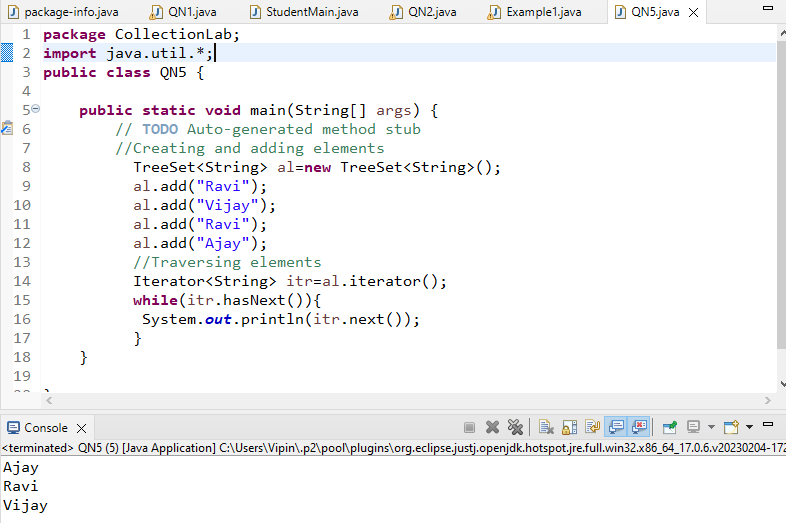 package-info.java QN1.java StudentMain.java QN2.java Example1.java QN5.java
1 package CollectionLab;
2 import java.util.*;
3 public class QN5 {
4
5 public static void main(String[] args) {
6 // TODO Auto-generated method stub
7 //Creating and adding elements
8 TreeSet<String> al=new TreeSet<String>();
9 al.add("Ravi");
10 al.add("Vijay");
11 al.add("Ravi");
12 al.add("Ajay");
13 //Traversing elements
14 Iterator<String> itr=al.iterator();
15 while(itr.hasNext()){
16 System.out.println(itr.next());
17 }
18 }
19
Console
<terminated> QN5 (5) [Java Application] C:\Users\Vipin\.p2\pool\plugins\org.eclipse.justj.openjdk.hotspot.jre.full.win32.x86_64_17.0.6.v20230204-172
Ajay
Ravi
Vijay